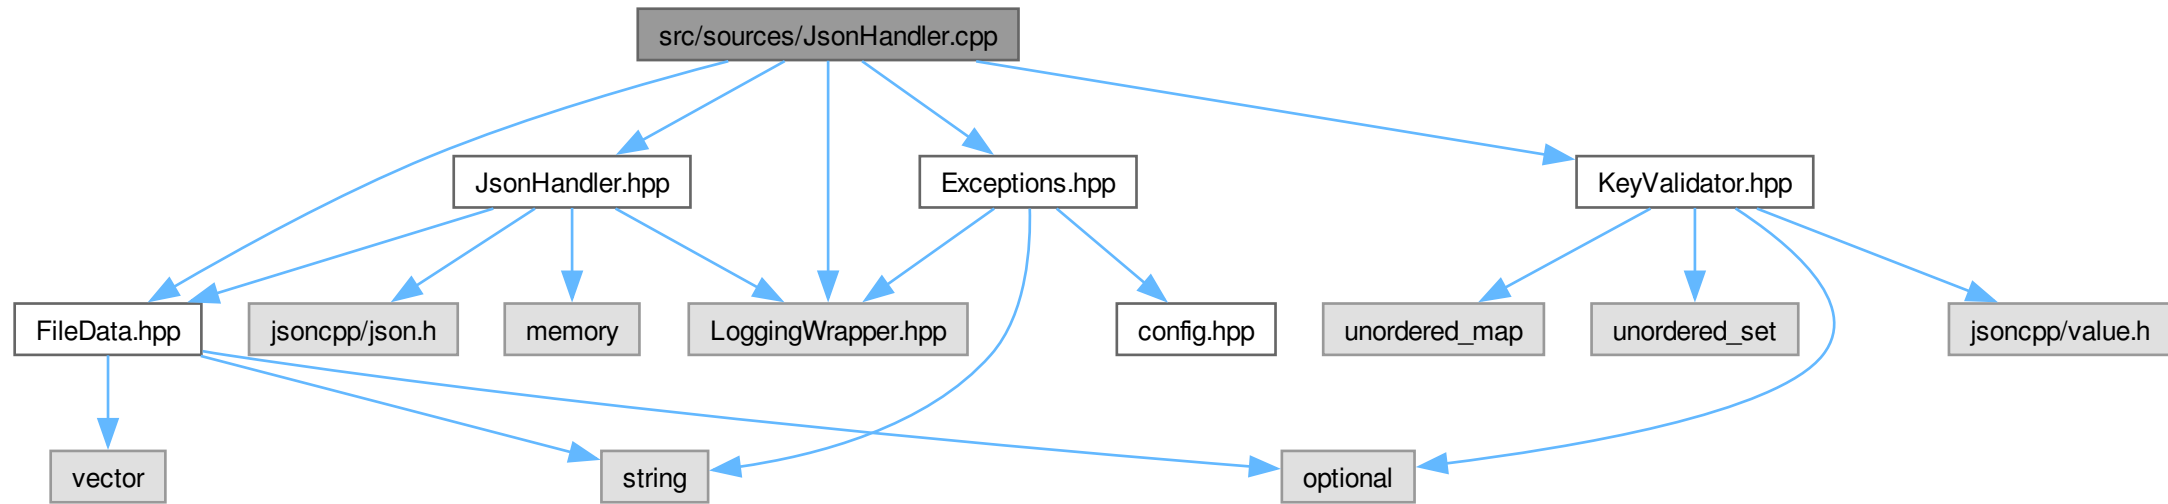 src/sources/JsonHandler.cpp
JsonHandler.hpp
Exceptions.hpp
KeyValidator.hpp
FileData.hpp
jsoncpp/json.h
memory
LoggingWrapper.hpp
config.hpp
unordered_map
unordered_set
jsoncpp/value.h
vector
string
optional